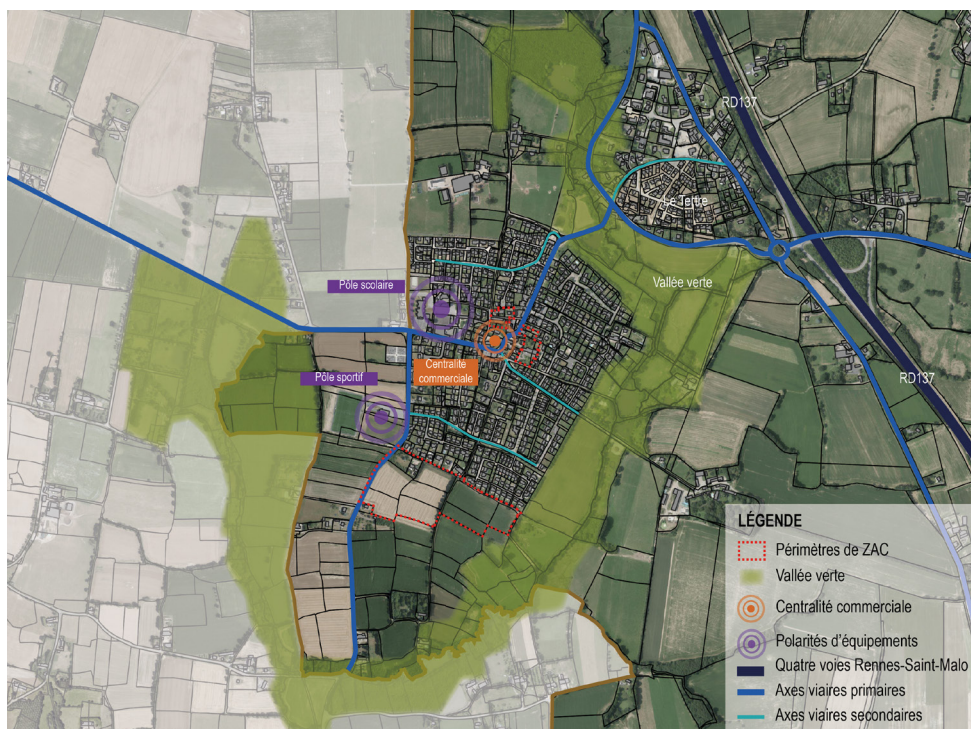 RD137
Le Tertre
Vallée verte
Pôle scolaire
Centralité
commerciale
Pôle sportif
RD137
LÉGENDE
Périmètres de ZAC
Vallée verte
Centralité commerciale
Polarités d'équipements
Quatre voies Rennes-Saint-Malo
Axes viaires primaires
Axes viaires secondaires